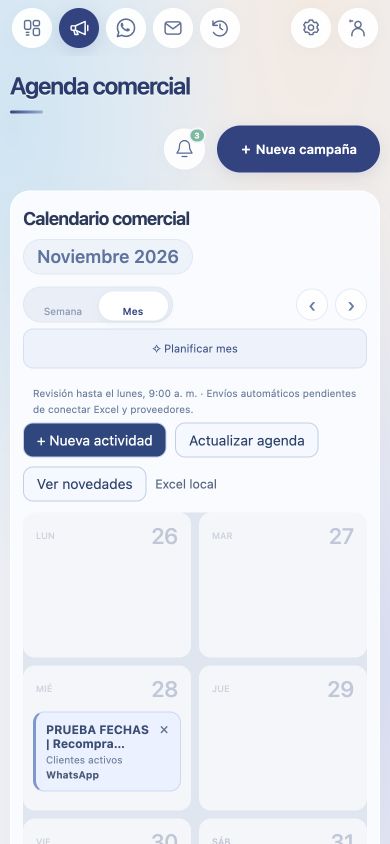 Agenda comercial
3
+ Nueva campaña
Calendario comercial
Noviembre 2026
Semana
Mes
‹
›
✧ Planificar mes
Revisión hasta el lunes, 9:00 a. m. · Envíos automáticos pendientes
de conectar Excel y proveedores.
+ Nueva actividad
Actualizar agenda
Ver novedades
Excel local
LUN
26
MAR
27
MIÉ
28
PRUEBA FECHAS
| Recompra...
×
Clientes activos
WhatsApp
JUE
29
VIE
30
SÁB
31